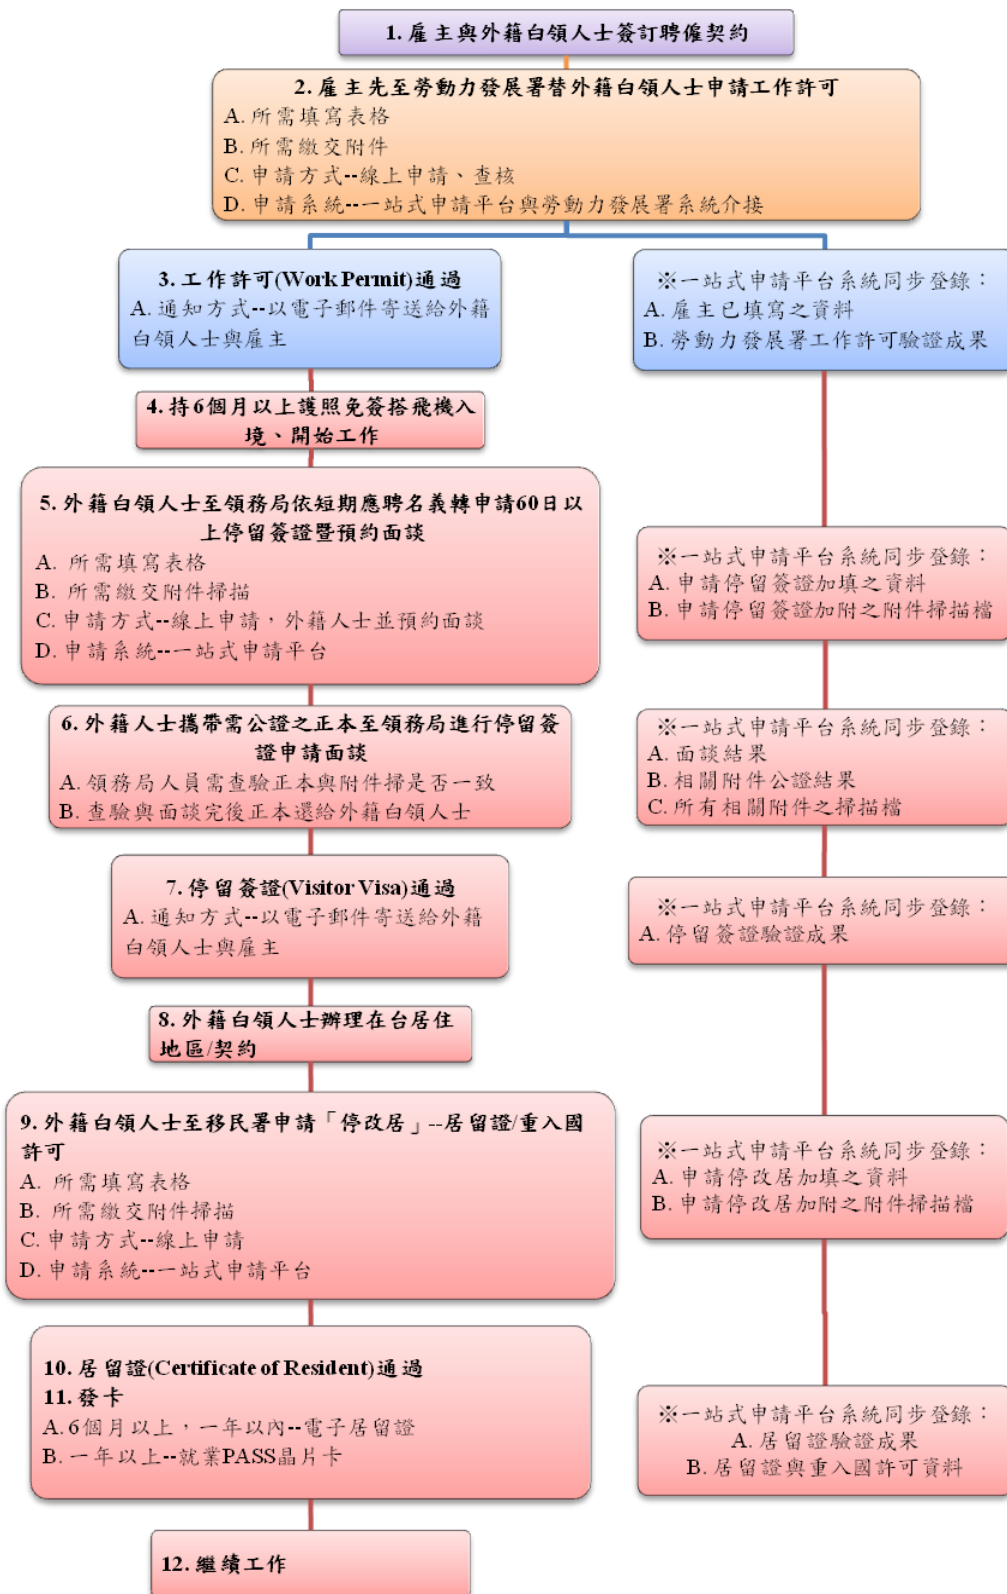 1. 雇主與外籍白領人士簽訂聘僱契約
2. 雇主先至勞動力發展署替外籍白領人士申請工作許可
A. 所需填寫表格
B. 所需繳交附件
C. 申請方式--線上申請、查核
D. 申請系統--一站式申請平台與勞動力發展署系統介接
3. 工作許可(Work Permit)通過
A. 通知方式--以電子郵件寄送給外籍
白領人士與雇主
※一站式申請平台系統同步登錄：
A. 雇主已填寫之資料
B. 勞動力發展署工作許可驗證成果
4. 持6個月以上護照免簽搭飛機入
境、開始工作
5. 外籍白領人士至領務局依短期應聘名義轉申請60日以
上停留簽證暨預約面談
A. 所需填寫表格
B. 所需繳交附件掃描
C. 申請方式--線上申請，外籍人士並預約面談
D. 申請系統--一站式申請平台
※一站式申請平台系統同步登錄：
A. 申請停留簽證加填之資料
B. 申請停留簽證加附之附件掃描檔
6. 外籍人士攜帶需公證之正本至領務局進行停留簽
證申請面談
A. 領務局人員需查驗正本與附件掃是否一致
B. 查驗與面談完後正本還給外籍白領人士
※一站式申請平台系統同步登錄：
A. 面談結果
B. 相關附件公證結果
C. 所有相關附件之掃描檔
7. 停留簽證(Visitor Visa)通過
A. 通知方式--以電子郵件寄送給外籍
白領人士與雇主
※一站式申請平台系統同步登錄：
A. 停留簽證驗證成果
8. 外籍白領人士辦理在台居住
地區/契約
9. 外籍白領人士至移民署申請「停改居」--居留證/重入國
許可
A. 所需填寫表格
B. 所需繳交附件掃描
C. 申請方式--線上申請
D. 申請系統--一站式申請平台
※一站式申請平台系統同步登錄：
A. 申請停改居加填之資料
B. 申請停改居加附之附件掃描檔
10. 居留證(Certificate of Resident)通過
11. 發卡
A. 6個月以上，一年以內--電子居留證
B. 一年以上--就業PASS晶片卡
※一站式申請平台系統同步登錄：
A. 居留證驗證成果
B. 居留證與重入國許可資料
12. 繼續工作